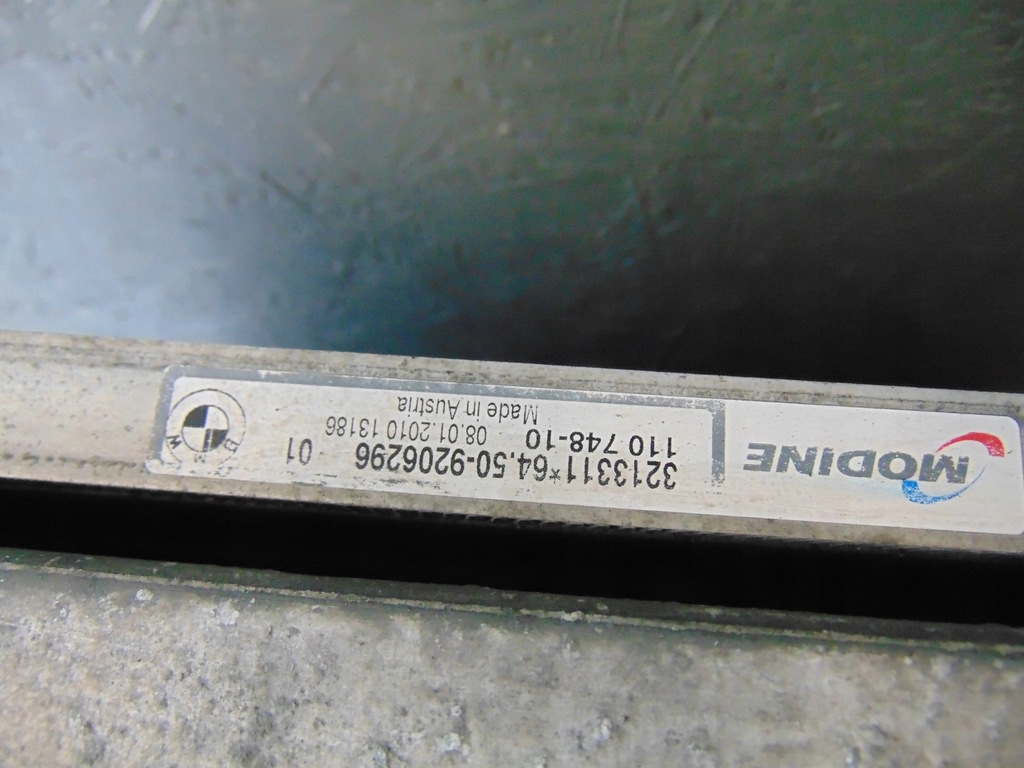 MODINE
3213311*64.50-9206296 01
110 748-10 08.01.2010 13186
Made in Austria
BMW